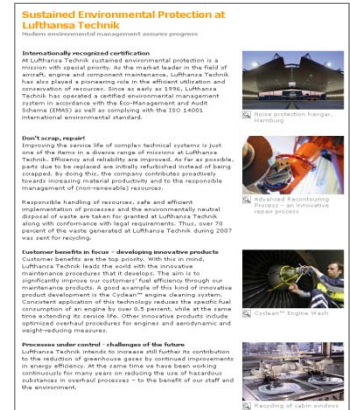 Sustained Environmental Protection at
Lufthansa Technik
Modern environmental management assures progress
Internationally recognized certification
At Lufthansa Technik sustained environmental protection is a
mission with special priority. As the market leader in the field of
aircraft, engine and component maintenance, Lufthansa Technik
has also played a pioneering role in the efficient utilization and
conservation of resources. Since as early as 1996, Lufthansa
Technik has operated a certified environmental management
system in accordance with the Eco-Management and Audit
Scheme (EMAS) as well as complying with the ISO 14001
international environmental standard.
Noise protection hangar,
Hamburg
Don't scrap, repair!
Improving the service life of complex technical systems is just
one of the items in a diverse range of missions at Lufthansa
Technik. Efficiency and reliability are improved. As far as possible,
parts due to be replaced are initially refurbished instead of being
scrapped. By doing this, the company contributes proactively
towards increasing material productivity and to the responsible
management of (non-renewable) resources.
Responsible handling of resources, safe and efficient
implementation of processes and the environmentally neutral
disposal of waste are taken for granted at Lufthansa Technik
along with conformance with legal requirements. Thus, over 70
percent of the waste generated at Lufthansa Technik during 2007
was sent for recycling.
Advanced Recontouring
Process – an innovative
repair process
Customer benefits in focus - developing innovative products
Customer benefits are the top priority. With this in mind,
Lufthansa Technik leads the world with the innovative
maintenance procedures that it develops. The aim is to
significantly improve our customers' fuel efficiency through our
maintenance products. A good example of this kind of innovative
product development is the Cyclean™ engine cleaning system.
Consistent application of this technology reduces the specific fuel
consumption of an engine by over 0.5 percent, while at the same
time extending its service life. Other innovative products include
optimized overhaul procedures for engines and aerodynamic and
weight-reducing measures.
Cyclean™ Engine Wash
Processes under control - challenges of the future
Lufthansa Technik intends to increase still further its contribution
to the reduction of greenhouse gases by continued improvements
in energy efficiency. At the same time we have been working
continuously for many years on reducing the use of hazardous
substances in overhaul processes – to the benefit of our staff and
the environment.
Recycling of cabin windows